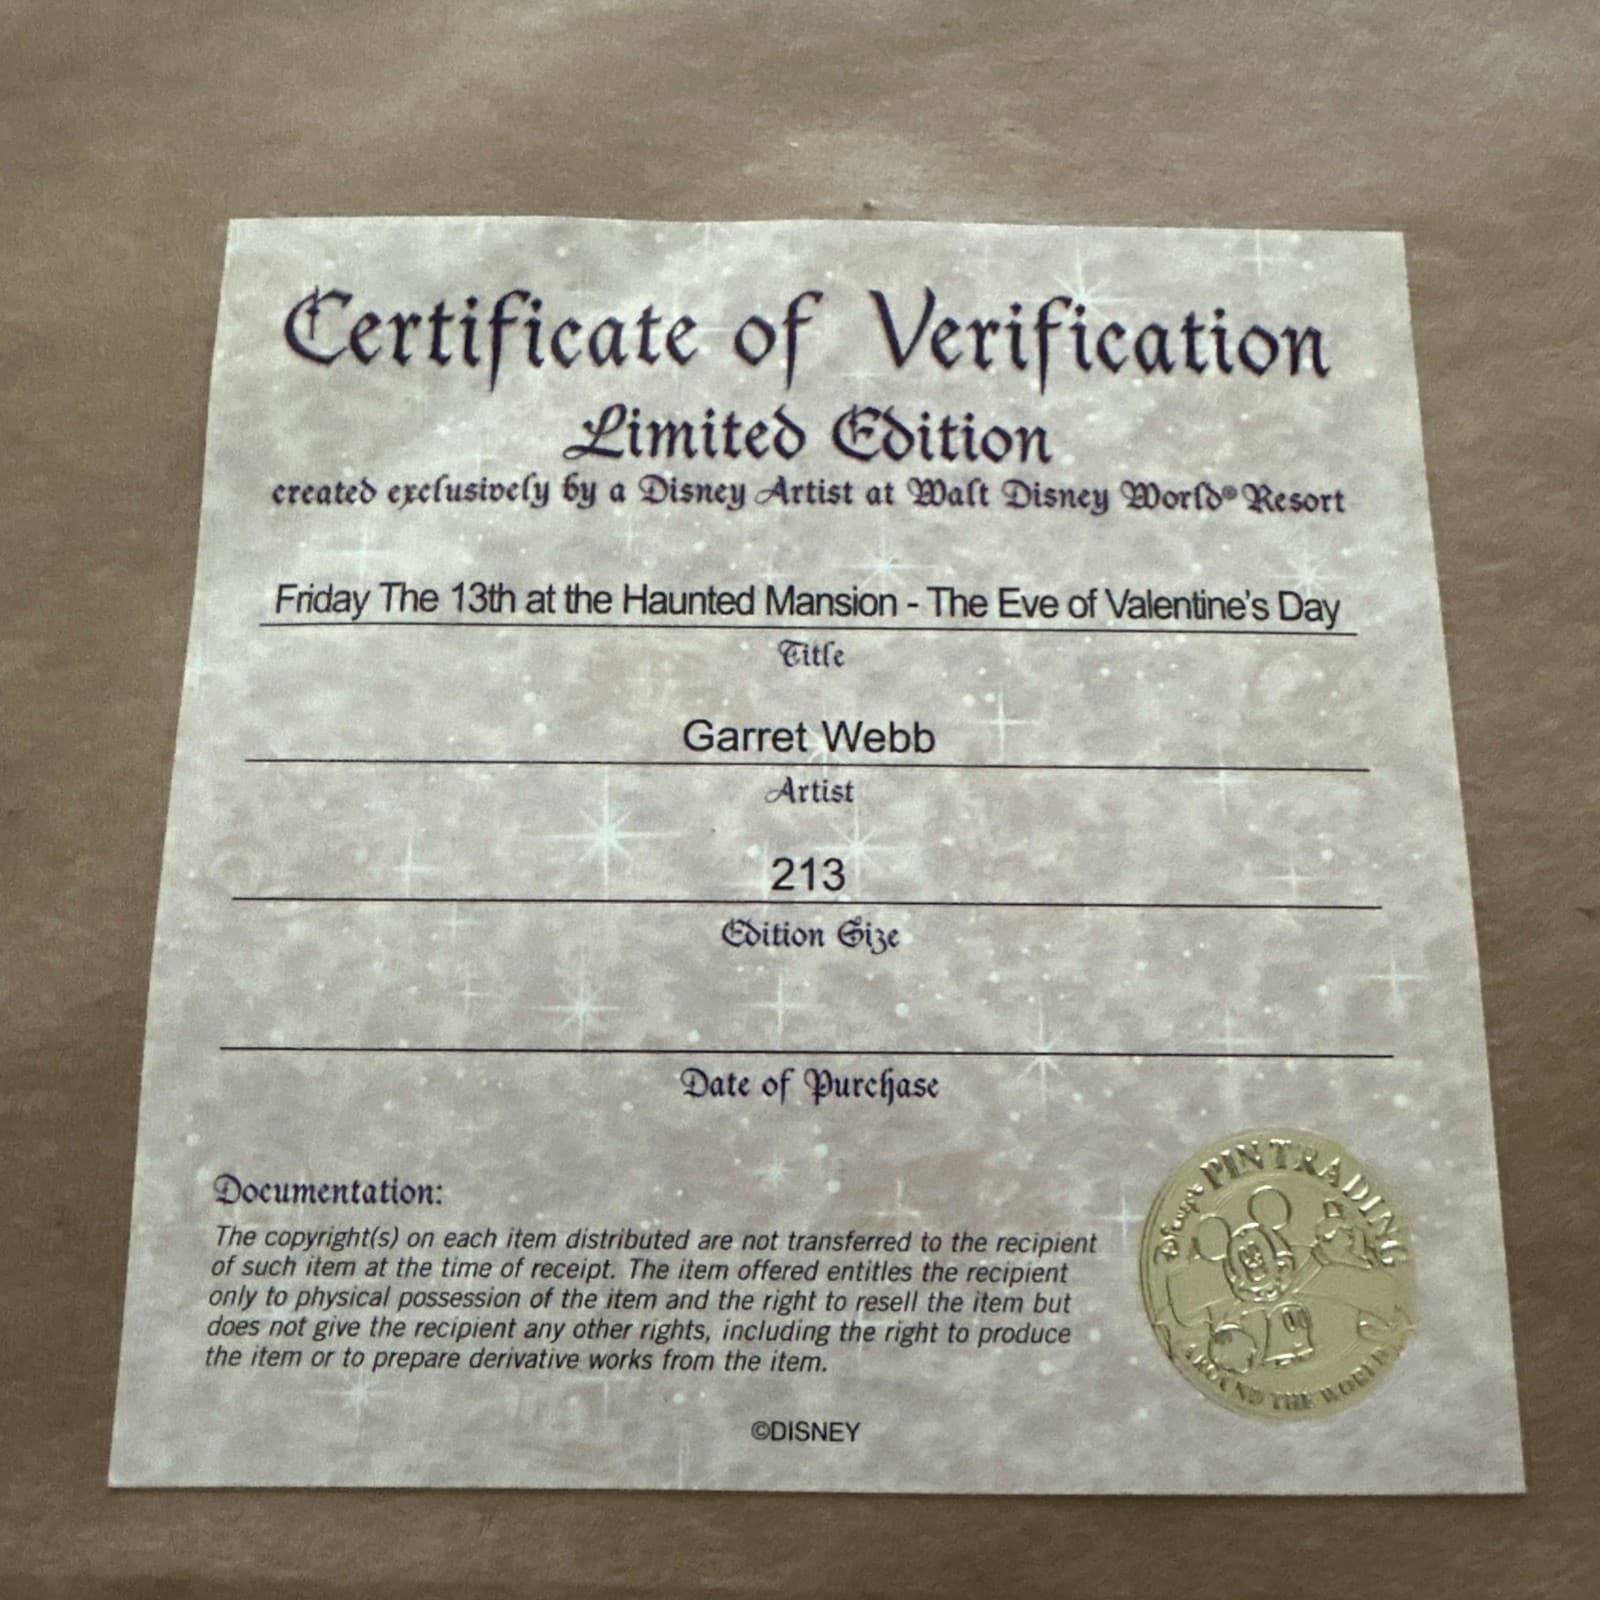 Certificate of Verification
Limited Edition
created exclusively by a Disney Artist at Walt Disney World® Resort
Friday The 13th at the Haunted Mansion - The Eve of Valentine's Day
Title
Garret Webb
Artist
213
Edition Size
Date of Purchase
Documentation:
The copyright(s) on each item distributed are not transferred to the recipient
of such item at the time of receipt. The item offered entitles the recipient
only to physical possession of the item and the right to resell the item but
does not give the recipient any other rights, including the right to produce
the item or to prepare derivative works from the item.
Disney PIN TRADING
AROUND THE WORLD
©DISNEY